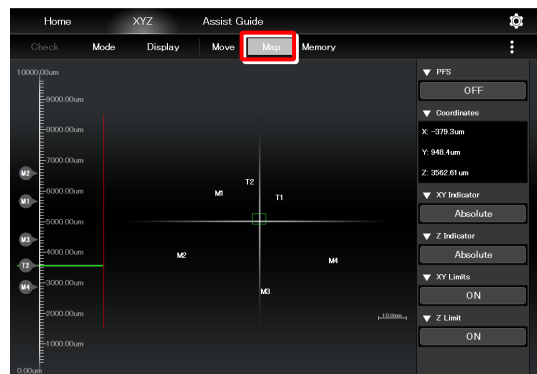 Home XYZ Assist Guide
Check Mode Display Move Map Memory
10000.00um
9000.00um
8000.00um
7000.00um
6000.00um
5000.00um
4000.00um
3000.00um
2000.00um
1000.00um
0.00um
M2
M1
M3
T2
M4
T2
M1
T1
M2
M4
M3
10.0mm
▼ PFS
OFF
▼ Coordinates
X: -379.3um
Y: 948.4um
Z: 3562.61um
▼ XY Indicator
Absolute
▼ Z Indicator
Absolute
▼ XY Limits
ON
▼ Z Limit
ON